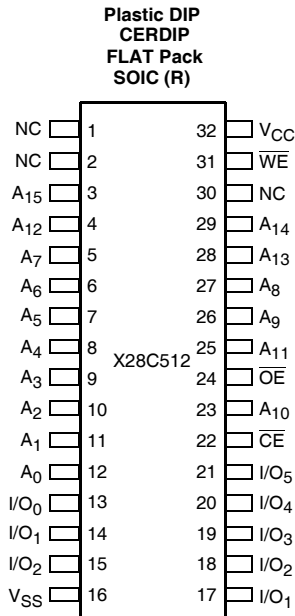 Plastic DIP
CERDIP
FLAT Pack
SOIC (R)
NC 1 32 VCC
NC 2 31 WE
A15 3 30 NC
A12 4 29 A14
A7 5 28 A13
A6 6 27 A8
A5 7 26 A9
A4 8 25 A11
X28C512
A3 9 24 OE
A2 10 23 A10
A1 11 22 CE
A0 12 21 I/O5
I/O0 13 20 I/O4
I/O1 14 19 I/O3
I/O2 15 18 I/O2
VSS 16 17 I/O1